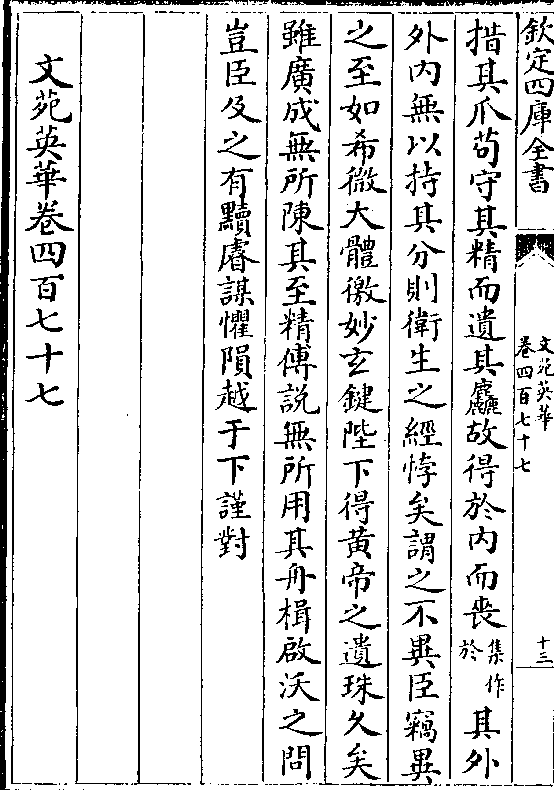 欽定四庫全書
文苑英華
卷四百七十七
十三
措其爪苟守其精而遺其麤故得於內而喪集作於其外
外內無以持其分則衛生之經悖矣謂之不異臣竊異
之至如希微大體徼妙玄鍵陛下得黃帝之遺珠久矣
雖廣成無所陳其至精傅說無所用其舟楫啟沃之問
豈臣及之有黷睿謀懼隕越于下謹對
文苑英華卷四百七十七